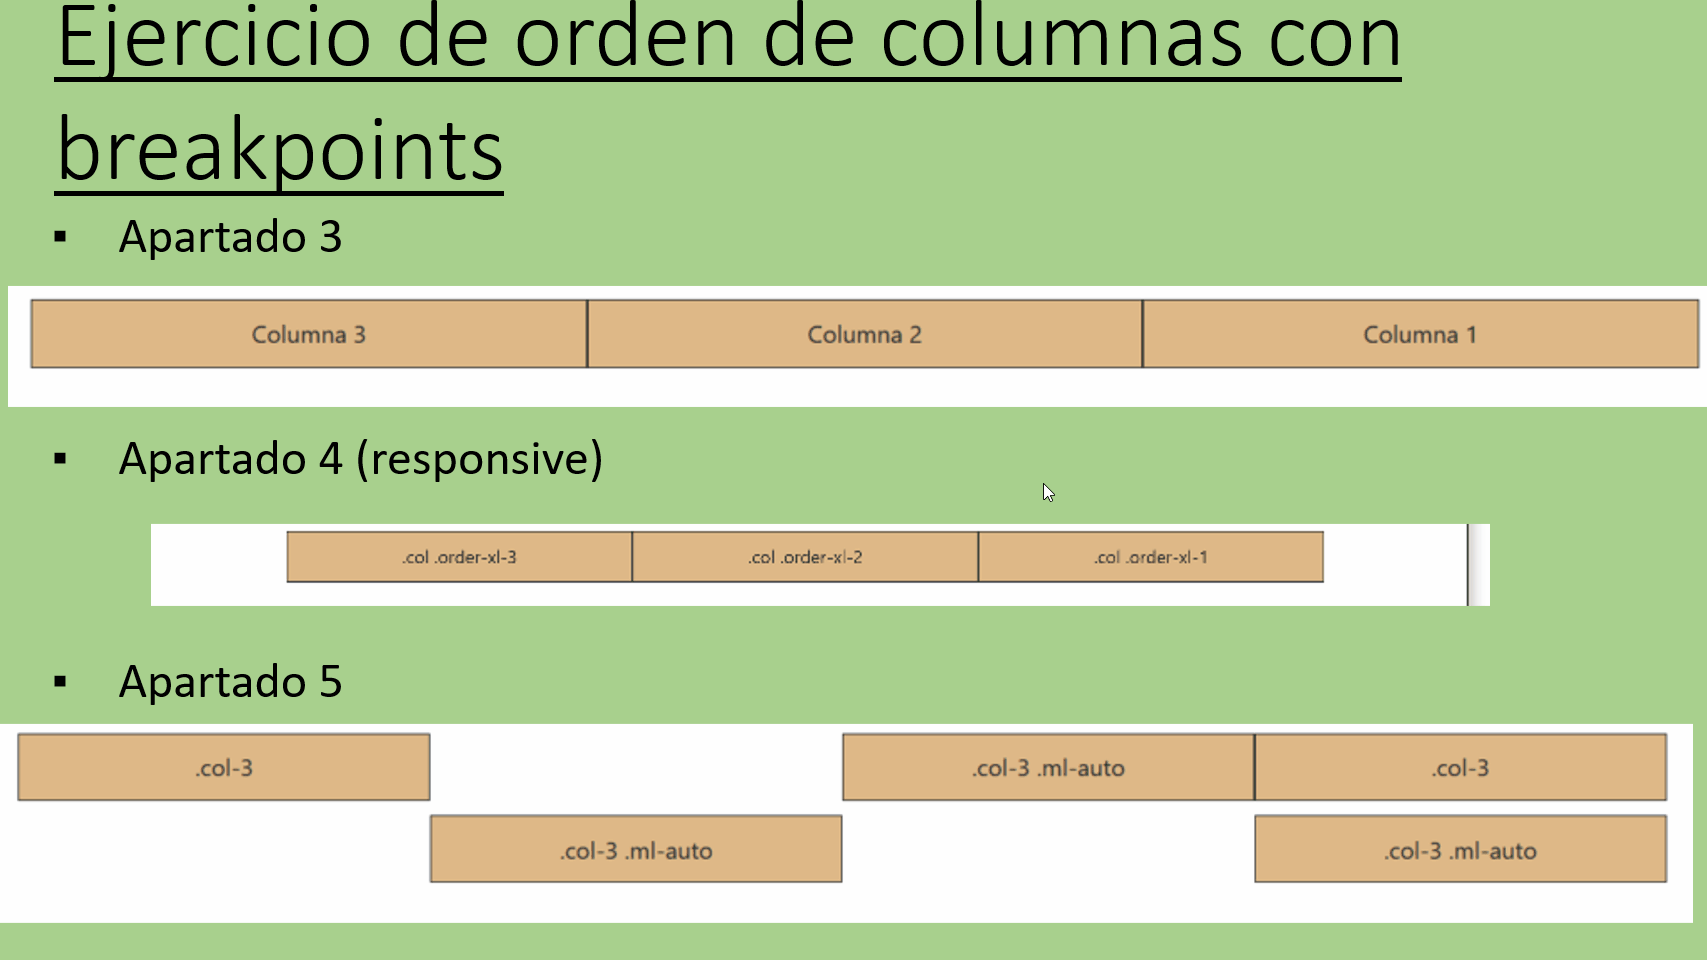 Ejercicio de orden de columnas con
breakpoints
▪ Apartado 3
Columna 3 Columna 2 Columna 1
▪ Apartado 4 (responsive)
.col .order-xl-3 .col .order-xl-2 .col .order-xl-1
▪ Apartado 5
.col-3 .col-3 .ml-auto .col-3
.col-3 .ml-auto .col-3 .ml-auto